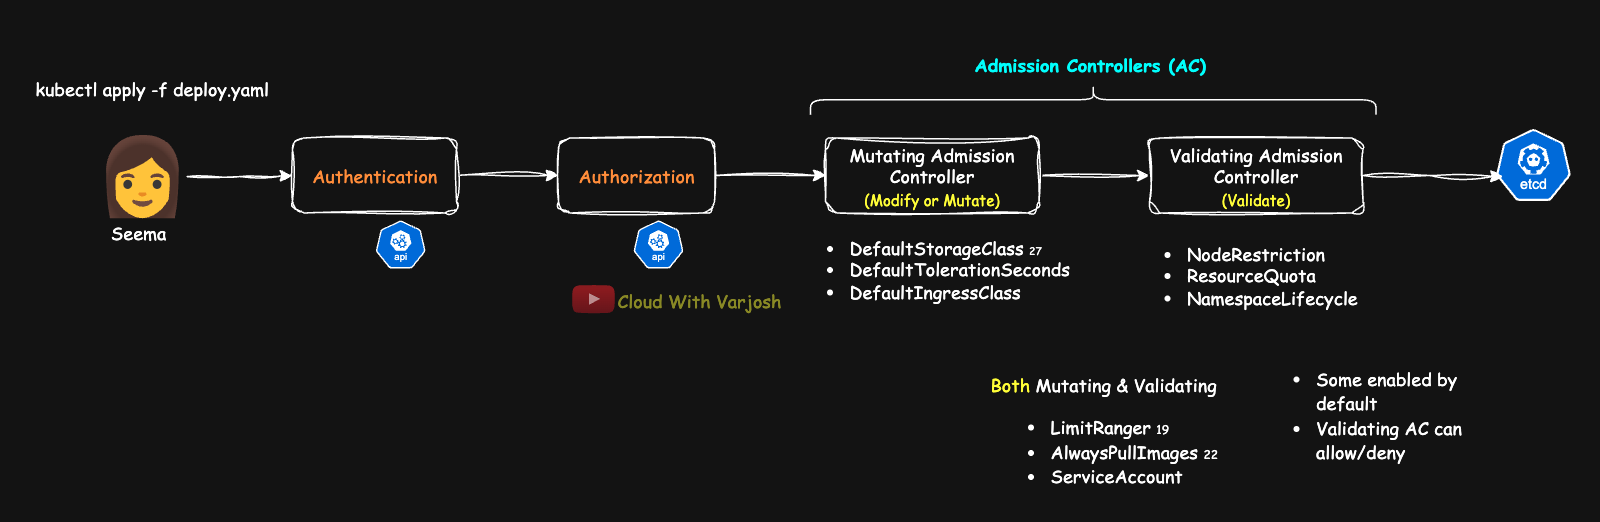 Admission Controllers (AC)
kubectl apply -f deploy.yaml
Seema
Authentication
api
Authorization
api
Cloud With Varjosh
Mutating Admission
Controller
(Modify or Mutate)
• DefaultStorageClass 27
• DefaultTolerationSeconds
• DefaultIngressClass
Validating Admission
Controller
(Validate)
• NodeRestriction
• ResourceQuota
• NamespaceLifecycle
etcd
Both Mutating & Validating
• LimitRanger 19
• AlwaysPullImages 22
• ServiceAccount
• Some enabled by
default
• Validating AC can
allow/deny